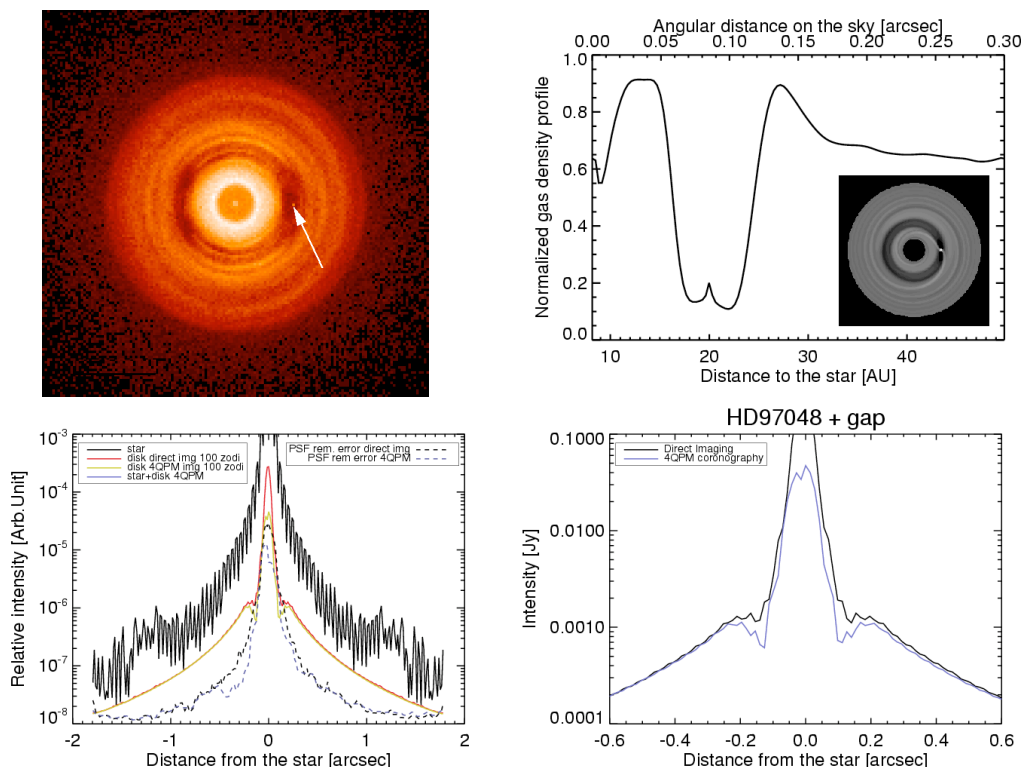 Angular distance on the sky [arcsec]
0.00 0.05 0.10 0.15 0.20 0.25 0.30
1.0
0.8
0.6
0.4
0.2
0.0
Normalized gas density profile
10 20 30 40
Distance to the star [AU]
10-3
10-4
10-5
10-6
10-7
10-8
Relative intensity [Arb.Unit]
star
disk direct img 100 zodi
disk 4QPM img 100 zodi
star+disk 4QPM
PSF rem. error direct img
PSF rem error 4QPM
-2 -1 0 1 2
Distance from the star [arcsec]
HD97048 + gap
0.1000
0.0100
0.0010
0.0001
Intensity [Jy]
Direct Imaging
4QPM coronography
-0.6 -0.4 -0.2 0.0 0.2 0.4 0.6
Distance from the star [arcsec]